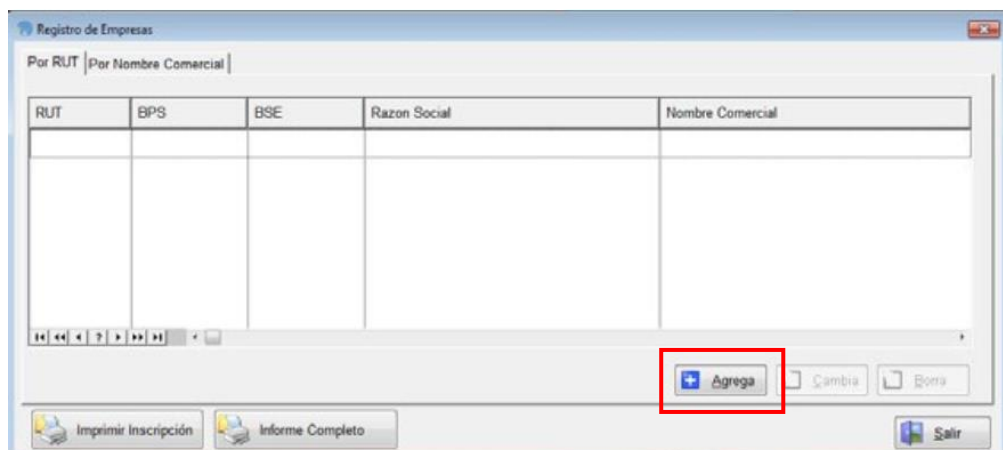 Registro de Empresas
Por RUT Por Nombre Comercial
RUT BPS BSE Razon Social Nombre Comercial
?
Agrega Cambia Borra
Imprimir Inscripción Informe Completo Salir